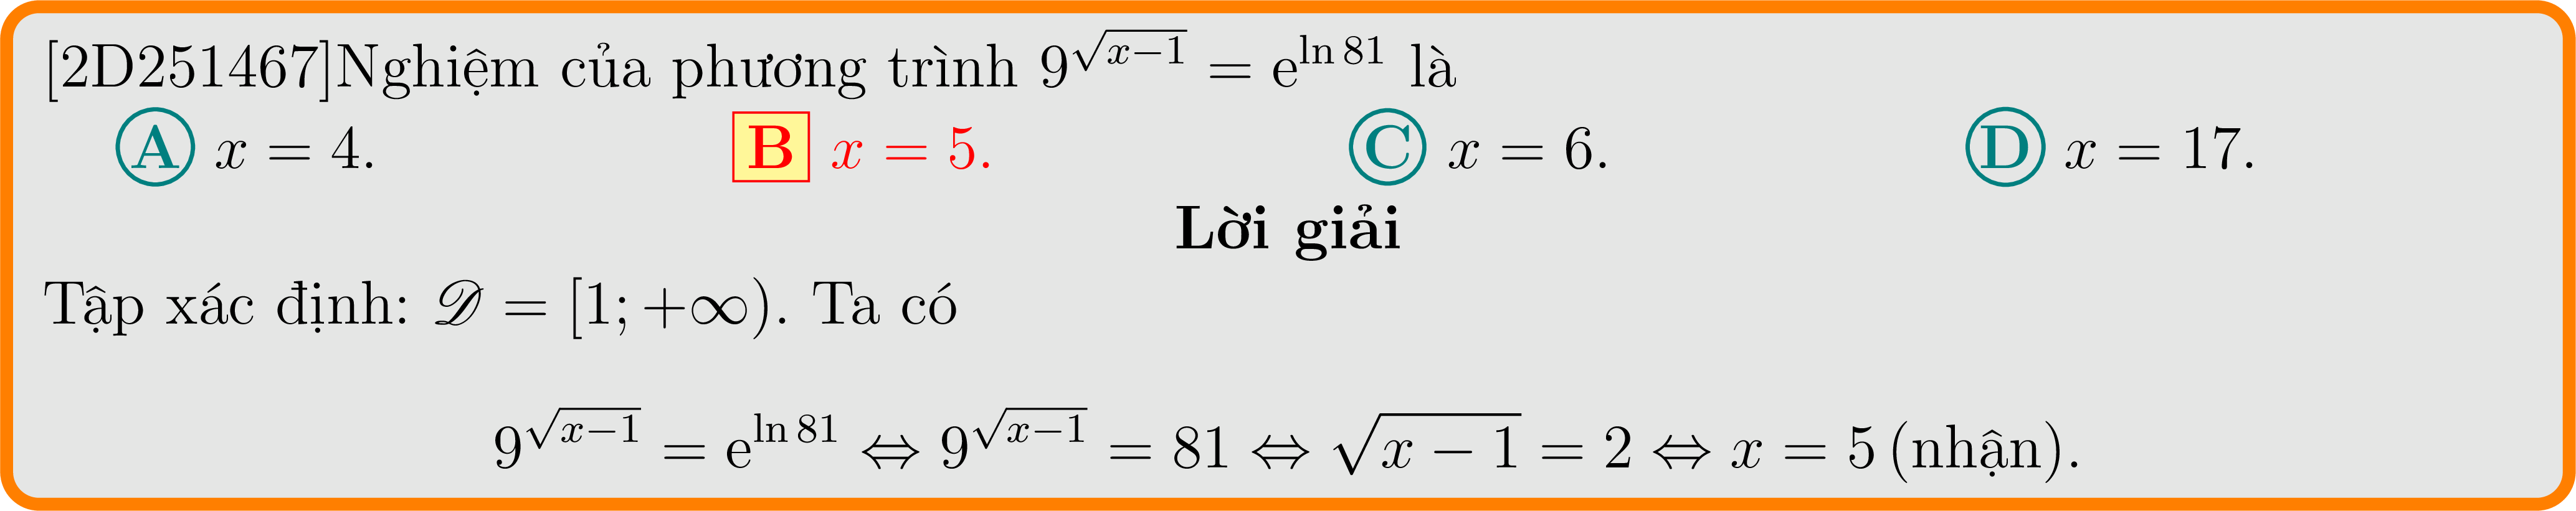 [2D251467]Nghiệm của phương trình $9^{\sqrt{x-1}} = \mathrm{e}^{\ln 81}$ là
Ⓐ $x = 4$. B $x = 5$. Ⓒ $x = 6$. Ⓓ $x = 17$.
Lời giải
Tập xác định: $\mathscr{D} = [1; +\infty)$. Ta có
$9^{\sqrt{x-1}} = \mathrm{e}^{\ln 81} \Leftrightarrow 9^{\sqrt{x-1}} = 81 \Leftrightarrow \sqrt{x-1} = 2 \Leftrightarrow x = 5$ (nhận).